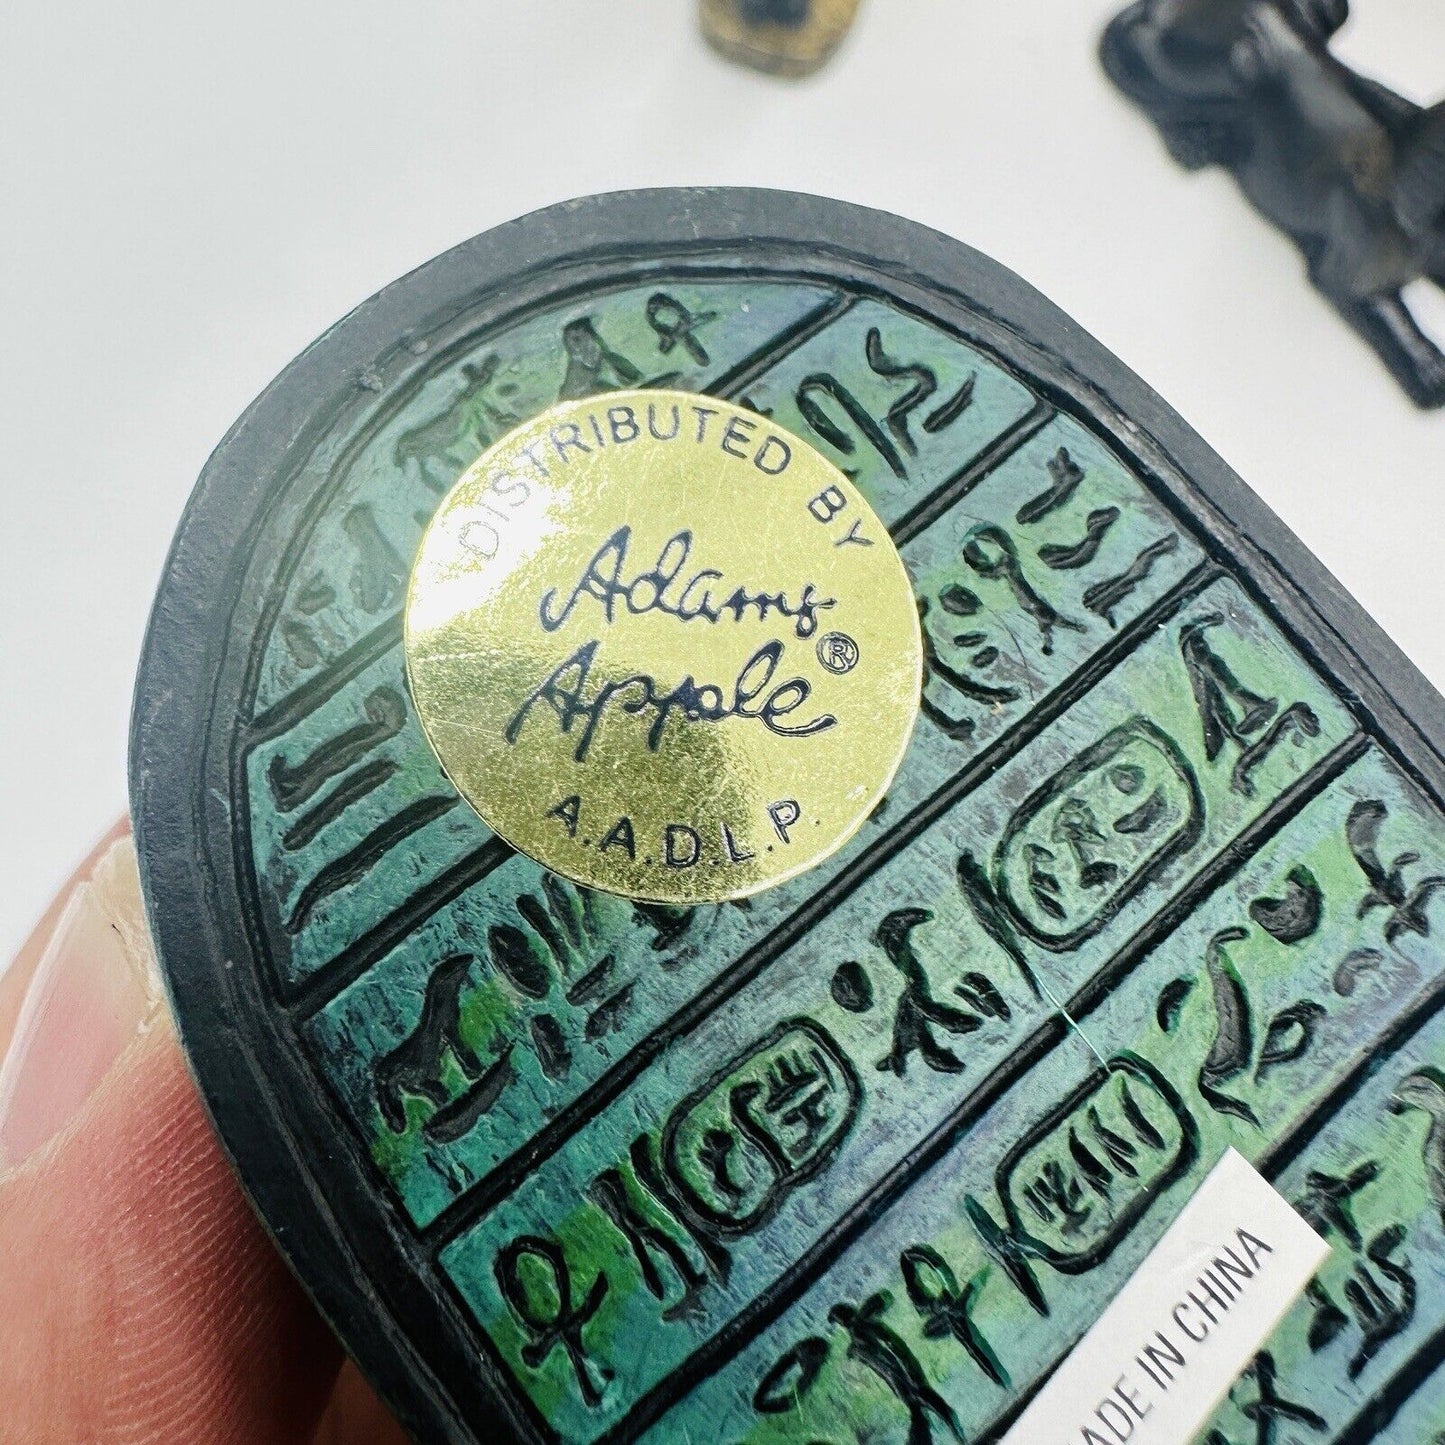 DISTRIBUTED BY
Adams
Apple®
A.A.D.L.P.
MADE IN CHINA